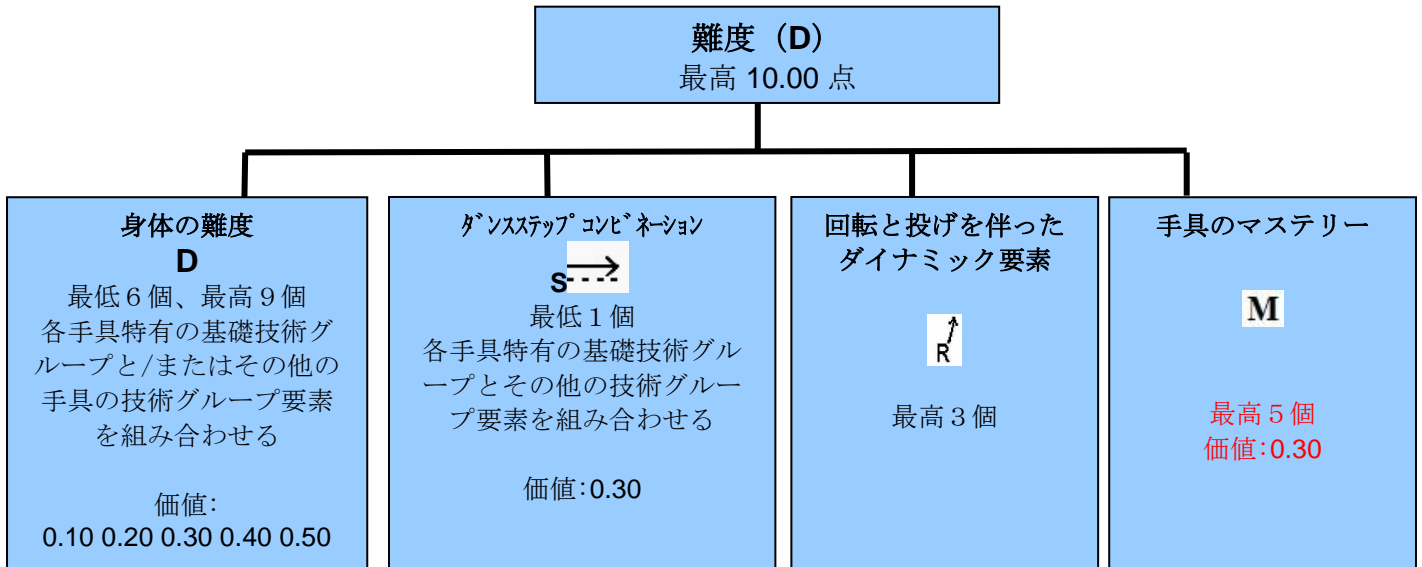 難度（D）
最高 10.00 点
身体の難度
D
最低６個、最高９個
各手具特有の基礎技術グ
ループと/またはその他の
手具の技術グループ要素
を組み合わせる
価値：
0.10 0.20 0.30 0.40 0.50
ﾀﾞﾝｽｽﾃｯﾌﾟｺﾝﾋﾞﾈｰｼｮﾝ
S
最低１個
各手具特有の基礎技術グル
ープとその他の技術グルー
プ要素を組み合わせる
価値：0.30
回転と投げを伴った
ダイナミック要素
R
最高３個
手具のマステリー
M
最高５個
価値：0.30